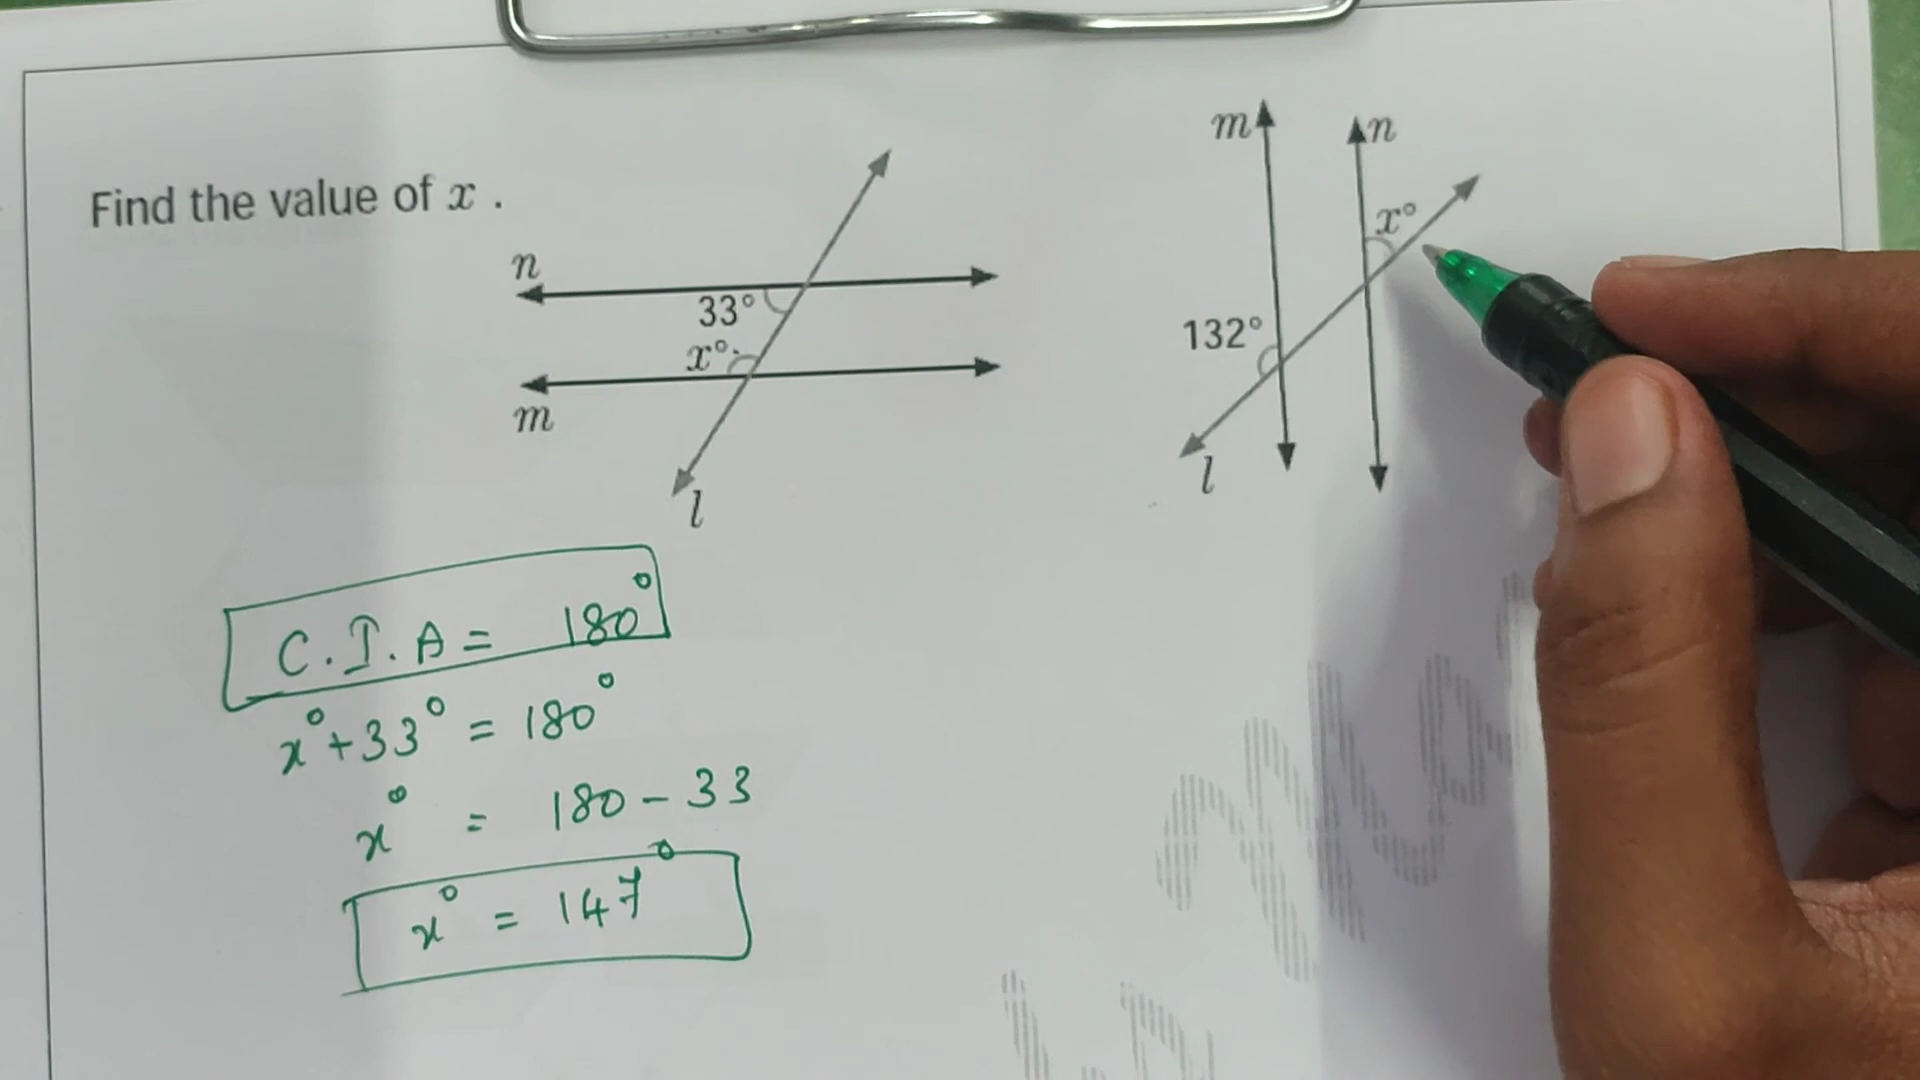 Find the value of x .
n
33°
x°
m
l
m
n
x°
132°
l
C.I.A = 180°
x° + 33° = 180°
x° = 180 - 33
x° = 147°